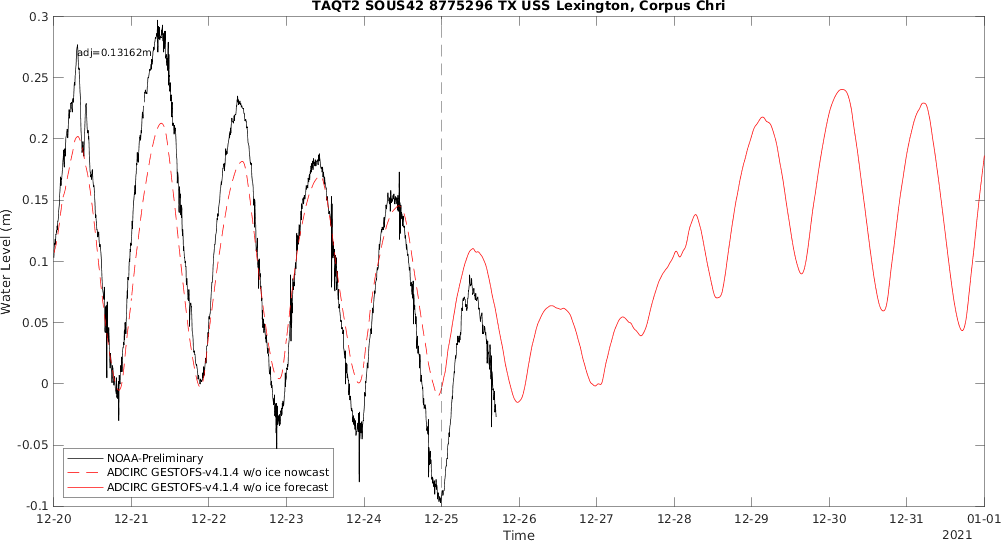 TAQT2 SOUS42 8775296 TX USS Lexington, Corpus Chri
0.3
adj=0.13162m
0.25
0.2
0.15
0.1
0.05
0
-0.05
-0.1
Water Level (m)
NOAA-Preliminary
ADCIRC GESTOFS-v4.1.4 w/o ice nowcast
ADCIRC GESTOFS-v4.1.4 w/o ice forecast
12-20 12-21 12-22 12-23 12-24 12-25 12-26 12-27 12-28 12-29 12-30 12-31 01-01
Time
2021